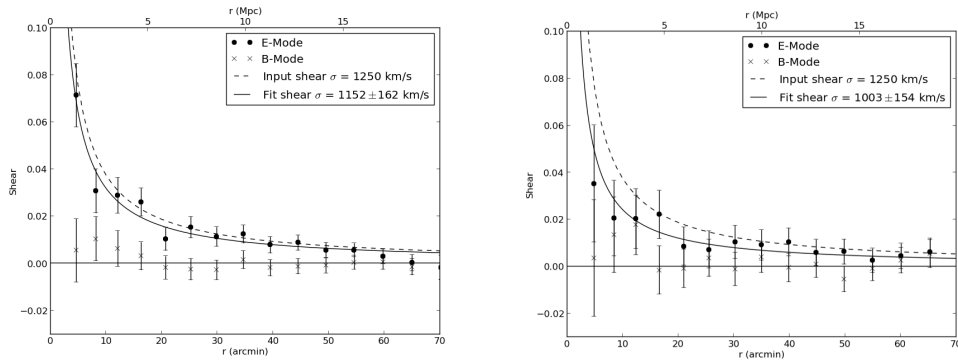 r (Mpc)
0 5 10 15
0.10
0.08
0.06
0.04
0.02
0.00
−0.02
Shear
E-Mode
B-Mode
Input shear σ = 1250 km/s
Fit shear σ = 1152±162 km/s
0 10 20 30 40 50 60 70
r (arcmin)
r (Mpc)
0 5 10 15
0.10
0.08
0.06
0.04
0.02
0.00
−0.02
Shear
E-Mode
B-Mode
Input shear σ = 1250 km/s
Fit shear σ = 1003±154 km/s
0 10 20 30 40 50 60 70
r (arcmin)